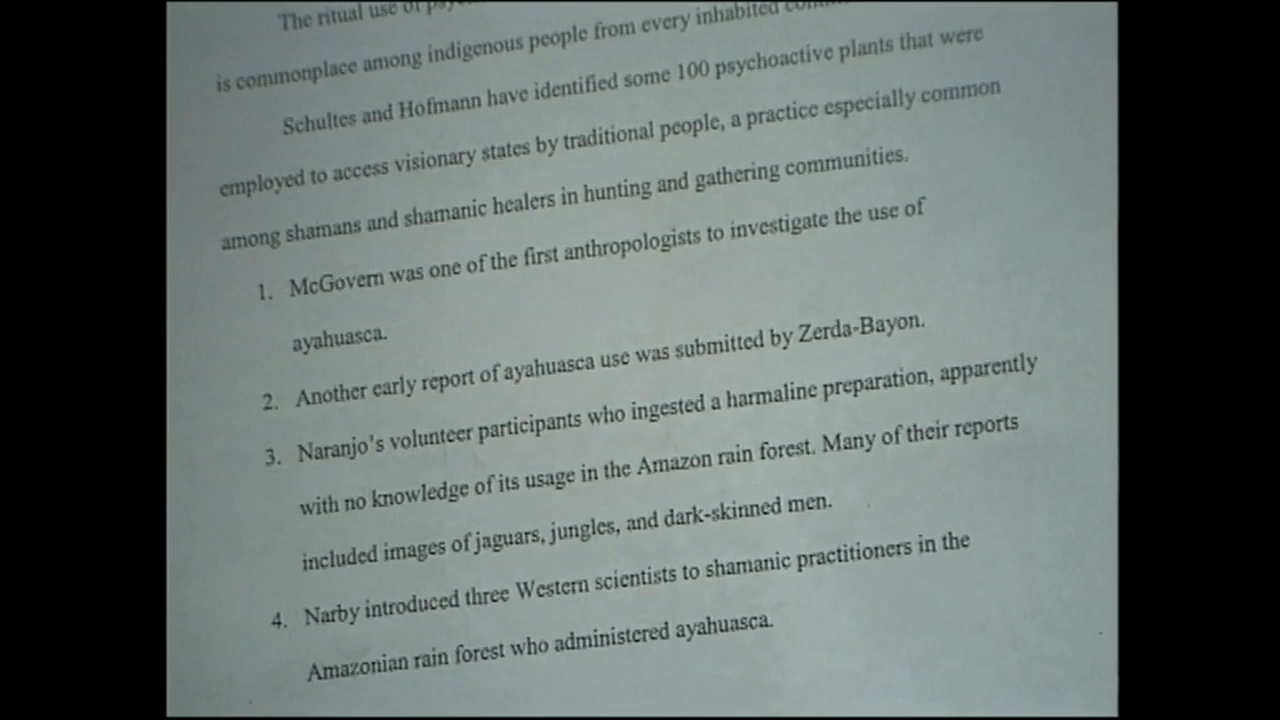 The ritual use of
is commonplace among indigenous people from every inhabited
Schultes and Hofmann have identified some 100 psychoactive plants that were
employed to access visionary states by traditional people, a practice especially common
among shamans and shamanic healers in hunting and gathering communities.
1. McGovern was one of the first anthropologists to investigate the use of
ayahuasca.
2. Another early report of ayahuasca use was submitted by Zerda-Bayon.
3. Naranjo's volunteer participants who ingested a harmaline preparation, apparently
with no knowledge of its usage in the Amazon rain forest. Many of their reports
included images of jaguars, jungles, and dark-skinned men.
4. Narby introduced three Western scientists to shamanic practitioners in the
Amazonian rain forest who administered ayahuasca.